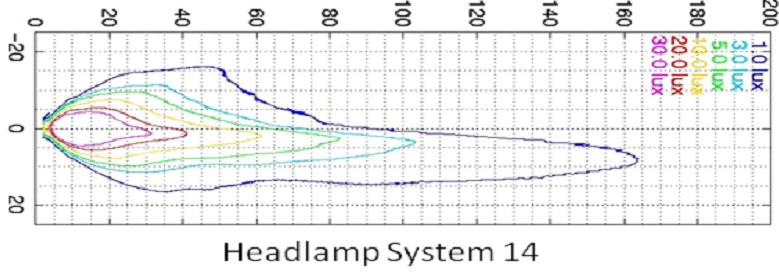 0 20 40 60 80 100 120 140 160 180 200
-20
0
20
1.0 lux
3.0 lux
5.0 lux
10.0 lux
20.0 lux
30.0 lux
Headlamp System 14